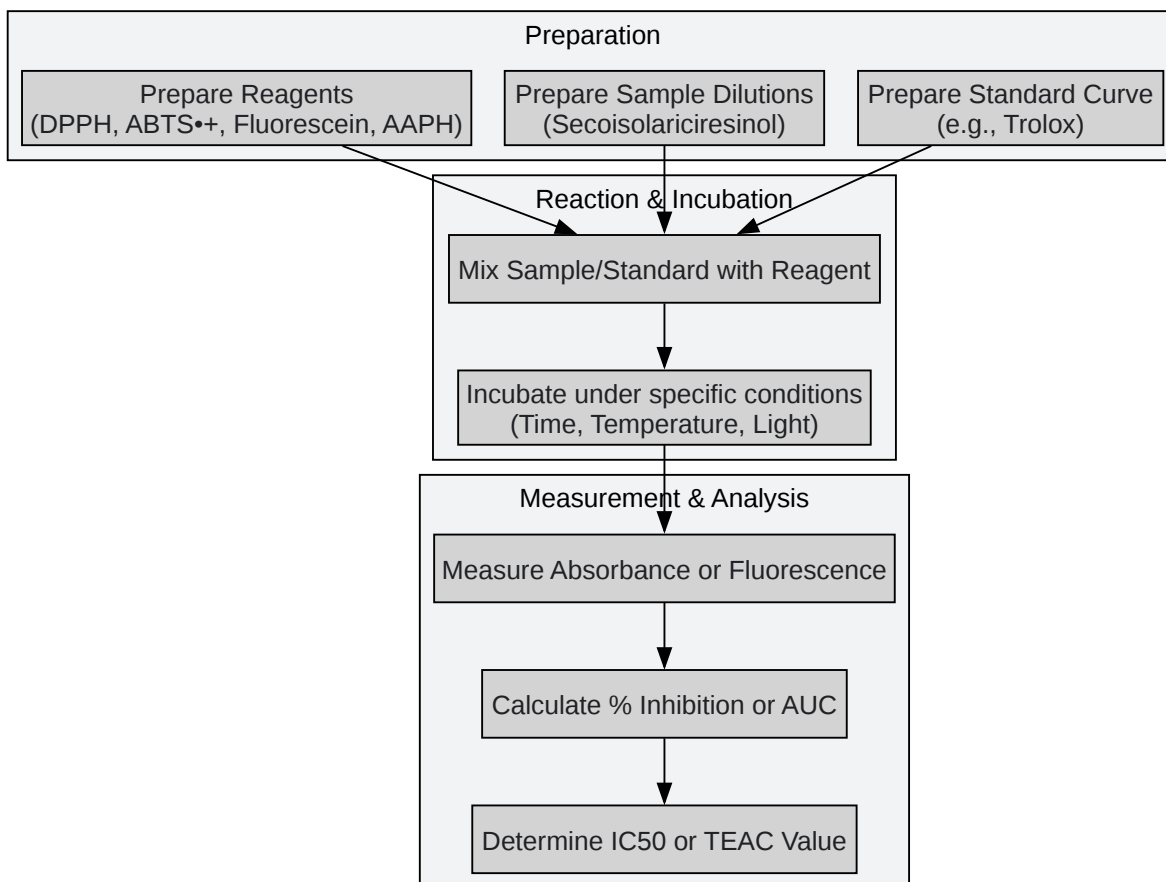 Preparation
Prepare Reagents
(DPPH, ABTS•+, Fluorescein, AAPH)
Prepare Sample Dilutions
(Secoisolariciresinol)
Prepare Standard Curve
(e.g., Trolox)
Reaction & Incubation
Mix Sample/Standard with Reagent
Incubate under specific conditions
(Time, Temperature, Light)
Measurement & Analysis
Measure Absorbance or Fluorescence
Calculate % Inhibition or AUC
Determine IC50 or TEAC Value